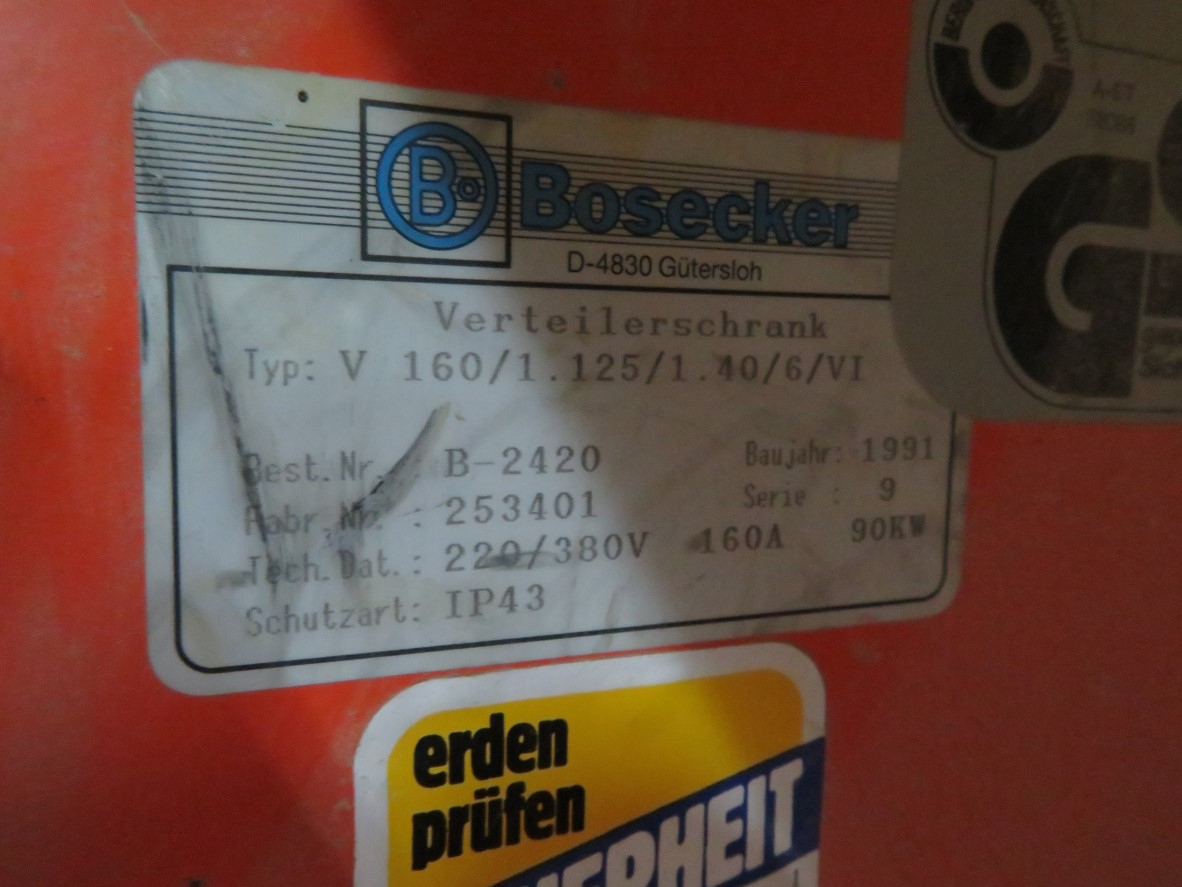 Bo Bosecker
D-4830 Gütersloh
Verteilerschrank
Typ: V 160/1.125/1.40/6/VI
Best.Nr. : B-2420 Baujahr: 1991
Fabr.Nr. : 253401 Serie : 9
Tech.Dat.: 220/380V 160A 90KW
Schutzart: IP43
erden
prüfen